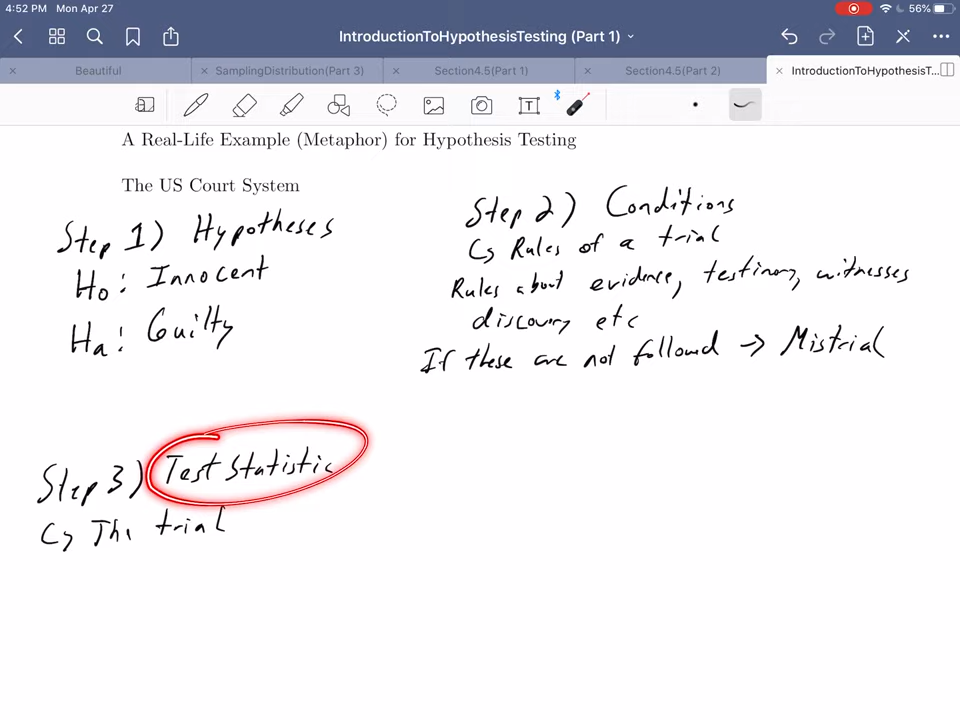 4:52 PM Mon Apr 27
56%
IntroductionToHypothesisTesting (Part 1)
Beautiful
SamplingDistribution(Part 3)
Section4.5(Part 1)
Section4.5 (Part 2)
IntroductionToHypothesisT...
A Real-Life Example (Metaphor) for Hypothesis Testing
The US Court System
Step 1) Hypotheses
Ho: Innocent
Ha: Guilty
Step 2) Conditions
↳ Rules of a trial
Rules about evidence, testimony, witnesses
discovery etc
If these are not followed → Mistrial
Step 3) Test Statistic
↳ The trial